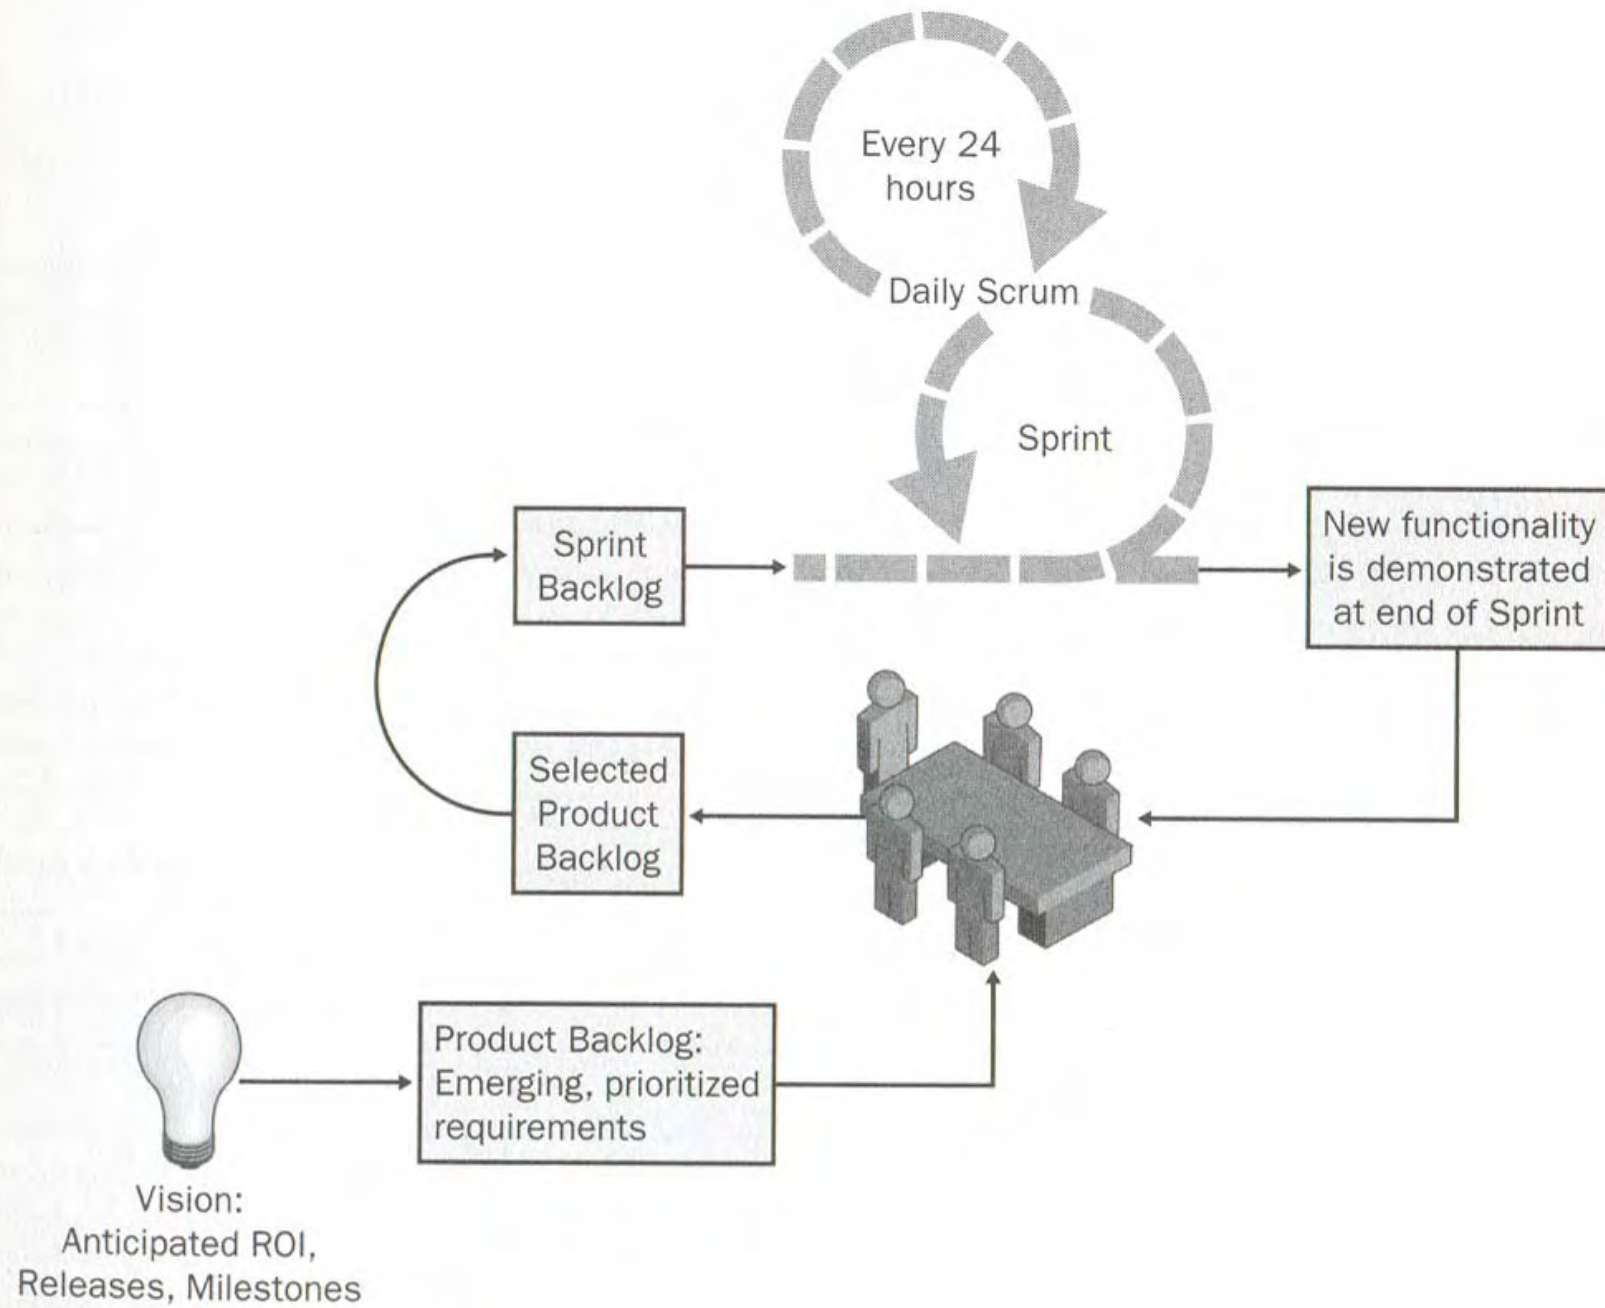 Every 24
hours
Daily Scrum
Sprint
Sprint
Backlog
New functionality
is demonstrated
at end of Sprint
Selected
Product
Backlog
Product Backlog:
Emerging, prioritized
requirements
Vision:
Anticipated ROI,
Releases, Milestones